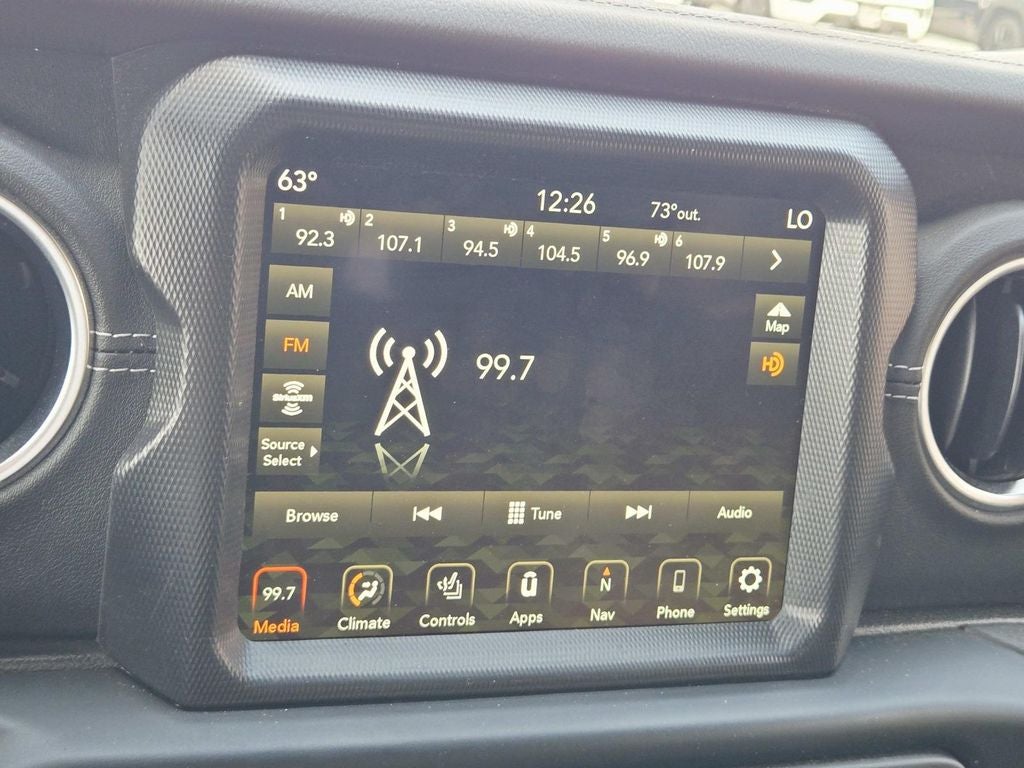 63° 12:26 73°out. LO
1 2 3 4 5 6
92.3 107.1 94.5 104.5 96.9 107.9
AM
Map
FM
99.7
HD
SiriusXM
Source
Select
Browse Tune Audio
99.7 U N
Media Climate Controls Apps Nav Phone Settings